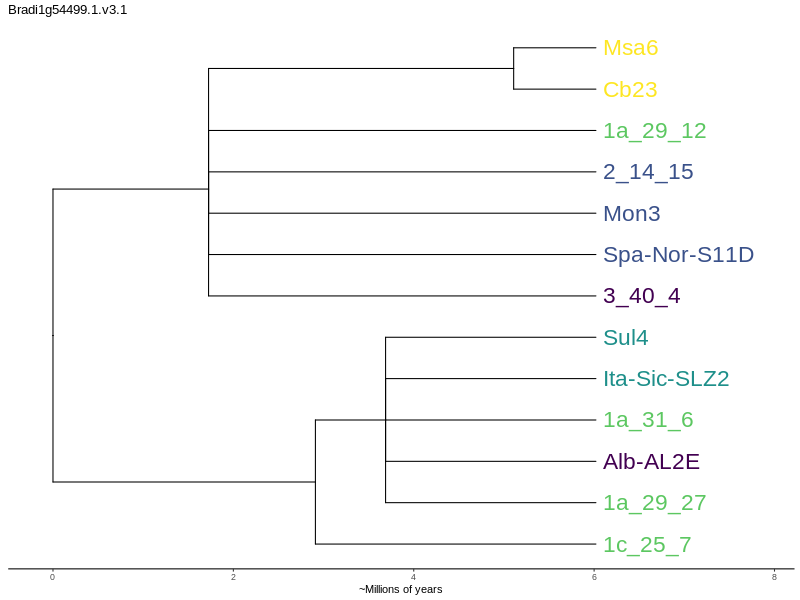 Bradi1g54499.1.v3.1
Msa6
Cb23
1a_29_12
2_14_15
Mon3
Spa-Nor-S11D
3_40_4
Sul4
Ita-Sic-SLZ2
1a_31_6
Alb-AL2E
1a_29_27
1c_25_7
0 2 4 6 8
~Millions of years